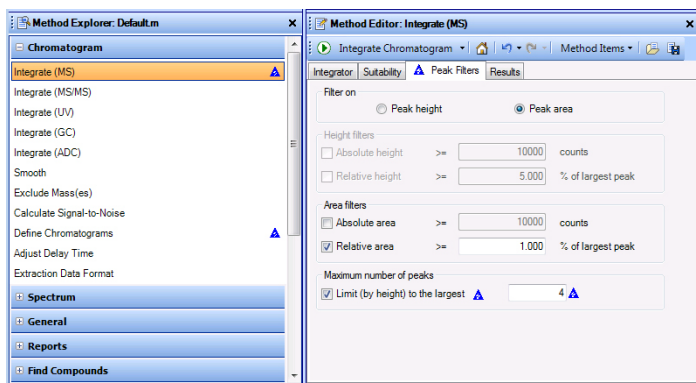 Method Explorer: Default.m
Chromatogram
Integrate (MS)
Integrate (MS/MS)
Integrate (UV)
Integrate (GC)
Integrate (ADC)
Smooth
Exclude Mass(es)
Calculate Signal-to-Noise
Define Chromatograms
Adjust Delay Time
Extraction Data Format
Spectrum
General
Reports
Find Compounds
Method Editor: Integrate (MS)
Integrate Chromatogram Method Items
Integrator Suitability Peak Filters Results
Filter on
Peak height Peak area
Height filters
Absolute height >= 10000 counts
Relative height >= 5.000 % of largest peak
Area filters
Absolute area >= 10000 counts
Relative area >= 1.000 % of largest peak
Maximum number of peaks
Limit (by height) to the largest 4